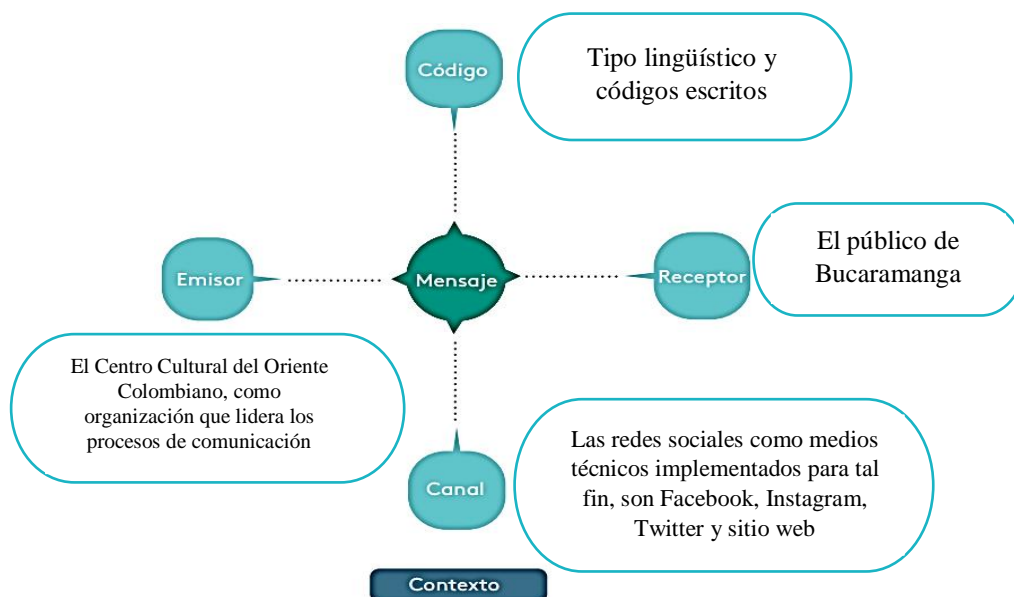 Código
Tipo lingüístico y
códigos escritos
Emisor
Mensaje
Receptor
El público de
Bucaramanga
El Centro Cultural del Oriente
Colombiano, como
organización que lidera los
procesos de comunicación
Canal
Las redes sociales como medios
técnicos implementados para tal
fin, son Facebook, Instagram,
Twitter y sitio web
Contexto